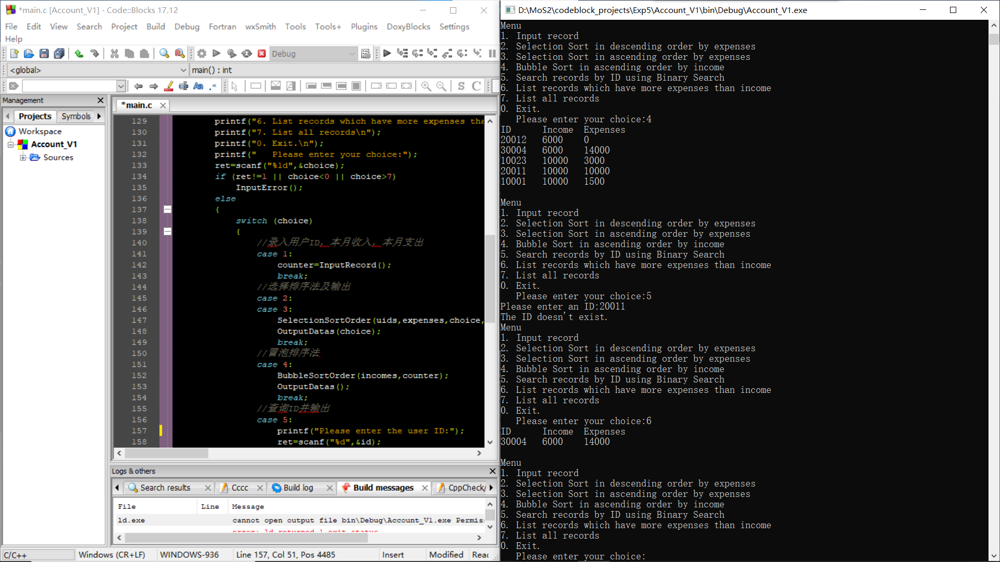 *main.c [Account_V1] - Code::Blocks 17.12
File Edit View Search Project Build Debug Fortran wxSmith Tools Tools+ Plugins DoxyBlocks Settings
Help
Debug
<global>
main() : int
S C
Management
Projects Symbols
Workspace
Account_V1
Sources
*main.c
129 printf("6. List records which have more expenses tha
130 printf("7. List all records\n");
131 printf("0. Exit.\n");
132 printf("   Please enter your choice:");
133 ret=scanf("%ld",&choice);
134 if (ret!=1 || choice<0 || choice>7)
135 InputError();
136 else
137 {
138 switch (choice)
139 {
140 //录入用户ID，本月收入，本月支出
141 case 1:
142 counter=InputRecord();
143 break;
144 //选择排序法及输出
145 case 2:
146 case 3:
147 SelectionSortOrder(uids,expenses,choice,
148 OutputDatas(choice);
149 break;
150 //冒泡排序法
151 case 4:
152 BubbleSortOrder(incomes,counter);
153 OutputDatas();
154 break;
155 //查询ID并输出
156 case 5:
157 printf("Please enter the user ID:");
158 ret=scanf("%d",&id);
Logs & others
Search results Cccc Build log Build messages CppCheck/
File Line Message
ld.exe cannot open output file bin\Debug\Account_V1.exe Permis
error: ld returned 1 exit status
C/C++ Windows (CR+LF) WINDOWS-936 Line 157, Col 51, Pos 4485 Insert Modified Read
D:\MoS2\codeblock_projects\Exp5\Account_V1\bin\Debug\Account_V1.exe
Menu
1. Input record
2. Selection Sort in descending order by expenses
3. Selection Sort in ascending order by expenses
4. Bubble Sort in ascending order by income
5. Search records by ID using Binary Search
6. List records which have more expenses than income
7. List all records
0. Exit.
Please enter your choice:4
ID Income Expenses
20012 6000 0
30004 6000 14000
10023 10000 3000
20011 10000 10000
10001 10000 1500
Menu
1. Input record
2. Selection Sort in descending order by expenses
3. Selection Sort in ascending order by expenses
4. Bubble Sort in ascending order by income
5. Search records by ID using Binary Search
6. List records which have more expenses than income
7. List all records
0. Exit.
Please enter your choice:5
Please enter an ID:20011
The ID doesn't exist.
Menu
1. Input record
2. Selection Sort in descending order by expenses
3. Selection Sort in ascending order by expenses
4. Bubble Sort in ascending order by income
5. Search records by ID using Binary Search
6. List records which have more expenses than income
7. List all records
0. Exit.
Please enter your choice:6
ID Income Expenses
30004 6000 14000
Menu
1. Input record
2. Selection Sort in descending order by expenses
3. Selection Sort in ascending order by expenses
4. Bubble Sort in ascending order by income
5. Search records by ID using Binary Search
6. List records which have more expenses than income
7. List all records
0. Exit.
Please enter your choice: